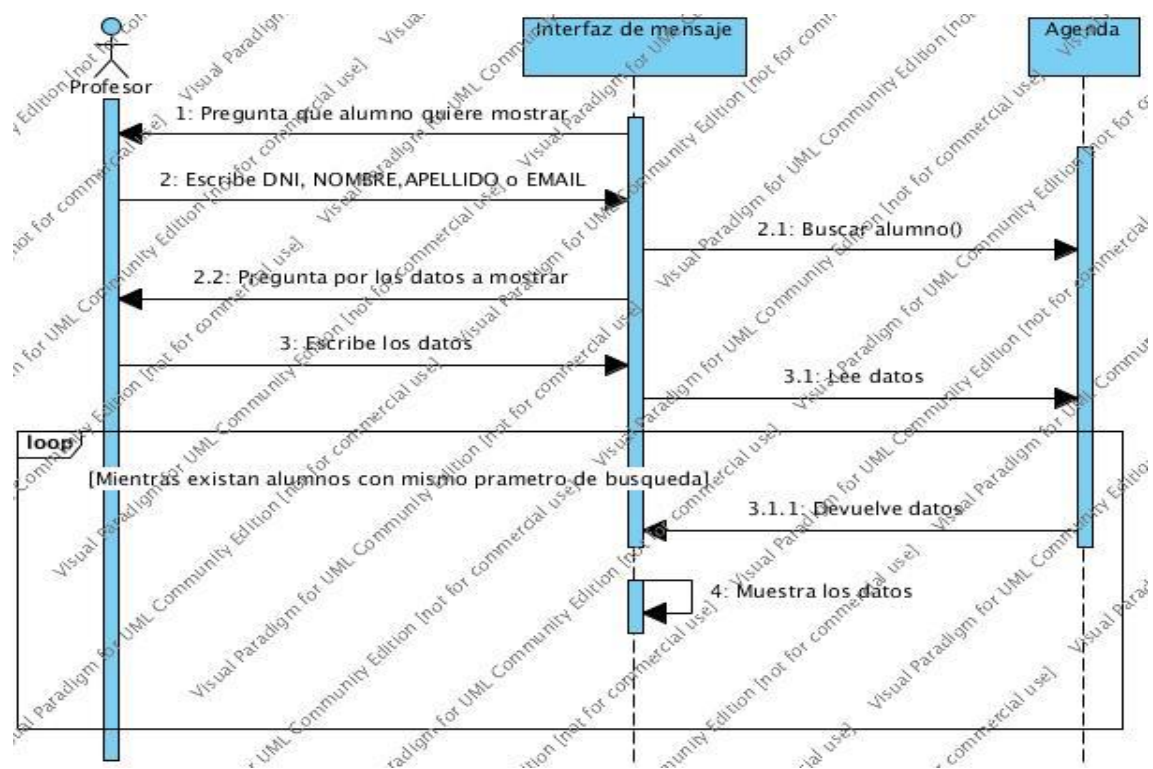 Interfaz de mensaje
Agenda
Profesor
1: Pregunta que alumno quiere mostrar
2: Escribe DNI, NOMBRE,APELLIDO o EMAIL
2.1: Buscar alumno()
2.2: Pregunta por los datos a mostrar
3: Escribe los datos
3.1: Lee datos
loop
[Mientras existan alumnos con mismo prametro de busqueda]
3.1.1: Devuelve datos
4: Muestra los datos
Visual Paradigm for UML Community Edition [not for commercial use]